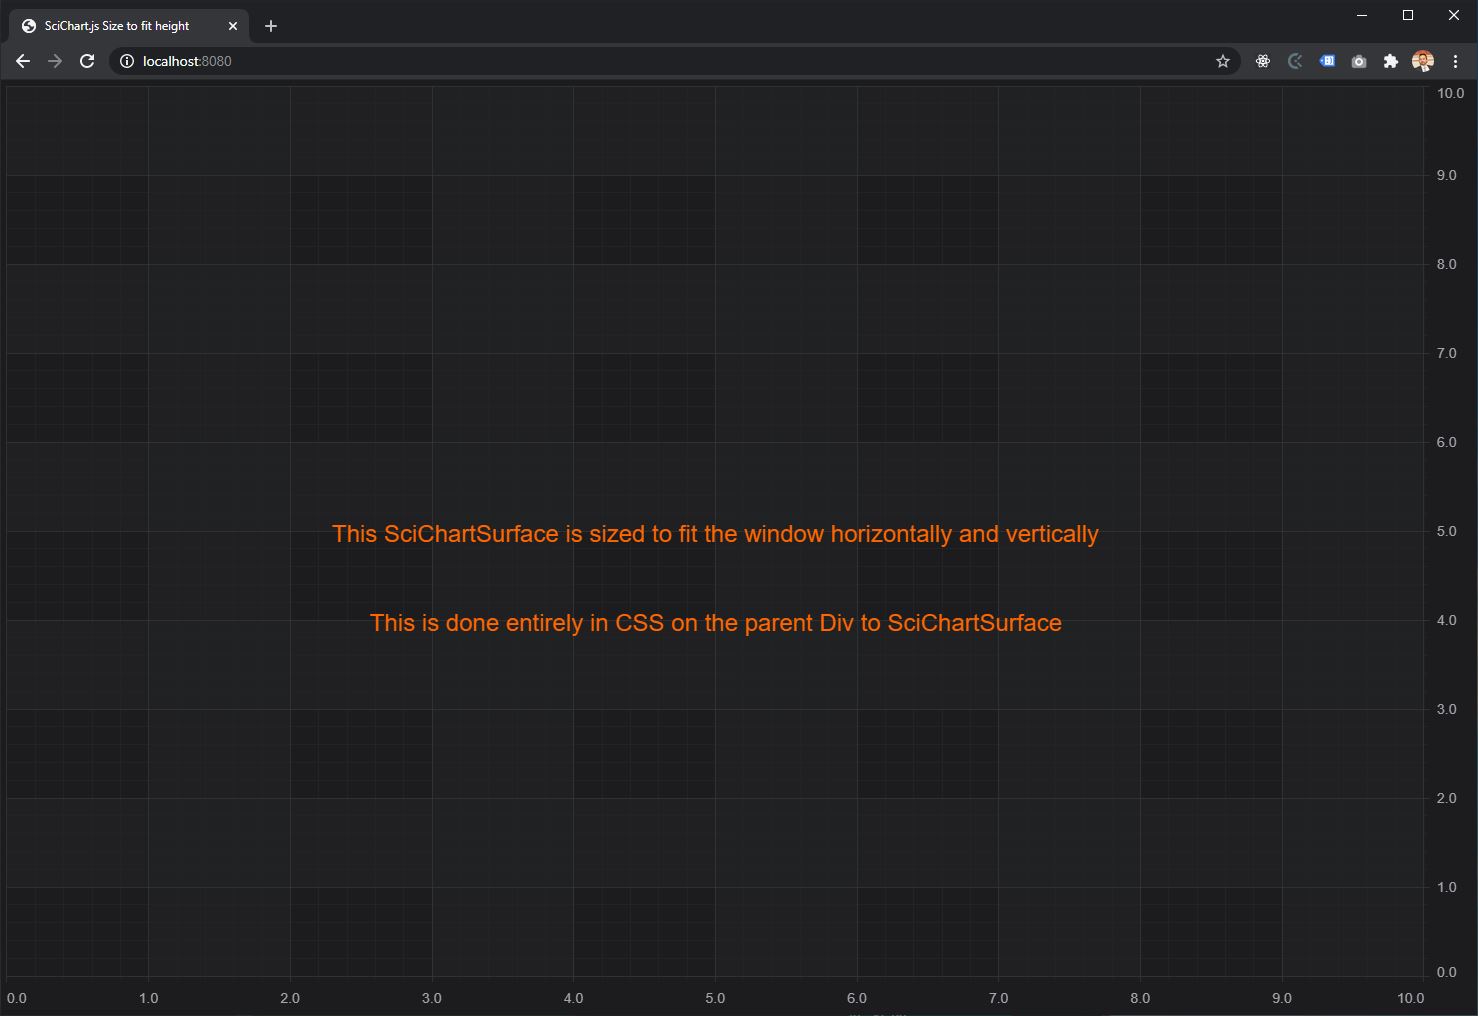 SciChart.js Size to fit height
localhost:8080
10.0
9.0
8.0
7.0
6.0
This SciChartSurface is sized to fit the window horizontally and vertically
5.0
This is done entirely in CSS on the parent Div to SciChartSurface
4.0
3.0
2.0
1.0
0.0
0.0 1.0 2.0 3.0 4.0 5.0 6.0 7.0 8.0 9.0 10.0